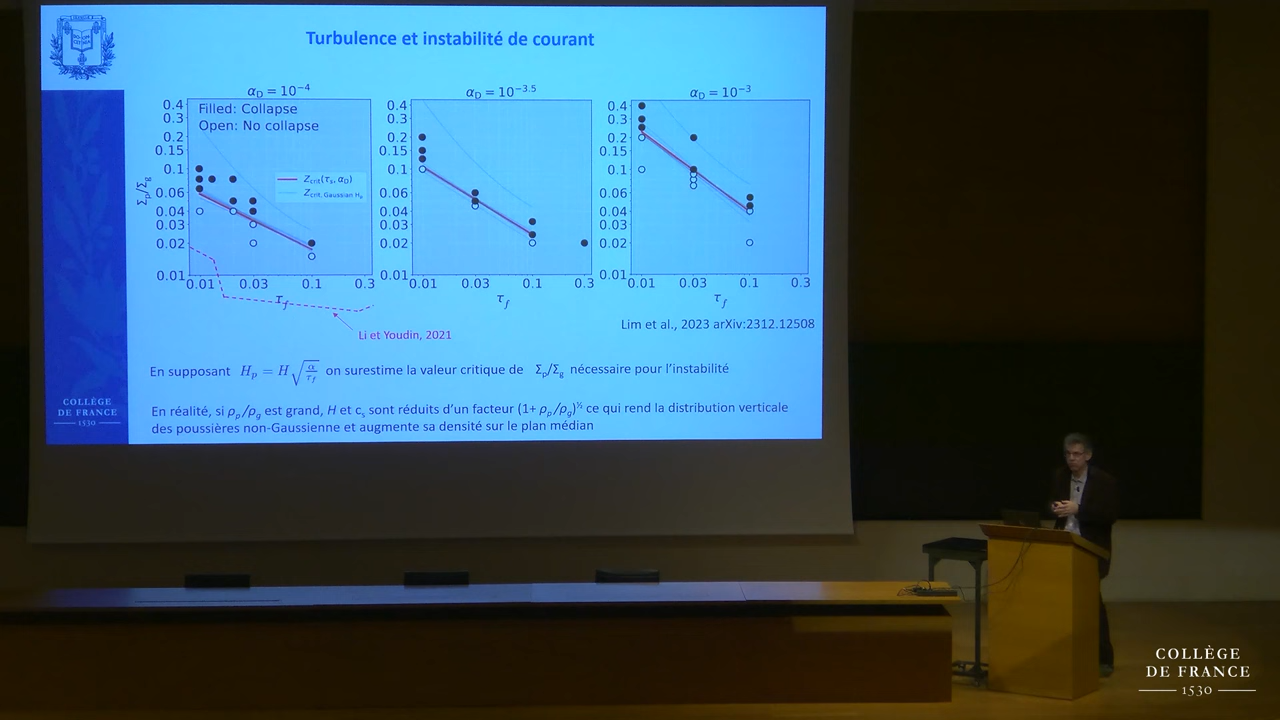 Turbulence et instabilité de courant
α_D = 10⁻⁴
α_D = 10⁻³·⁵
α_D = 10⁻³
Filled: Collapse
Open: No collapse
Z_crit(τ_s, α_D)
Z_crit, Gaussian H_p
Σ_p/Σ_g
0.4
0.3
0.2
0.15
0.1
0.06
0.04
0.03
0.02
0.01
0.01 0.03 0.1 0.3
τ_f
0.4
0.3
0.2
0.15
0.1
0.06
0.04
0.03
0.02
0.01
0.01 0.03 0.1 0.3
τ_f
0.4
0.3
0.2
0.15
0.1
0.06
0.04
0.03
0.02
0.01
0.01 0.03 0.1 0.3
τ_f
Li et Youdin, 2021
Lim et al., 2023 arXiv:2312.12508
En supposant H_p = H√(α/τ_f) on surestime la valeur critique de Σ_p/Σ_g nécessaire pour l'instabilité
En réalité, si ρ_p/ρ_g est grand, H et c_s sont réduits d'un facteur (1+ ρ_p/ρ_g)^½ ce qui rend la distribution verticale
des poussières non-Gaussienne et augmente sa densité sur le plan médian
COLLÈGE
DE FRANCE
1530
COLLÈGE
DE FRANCE
1530